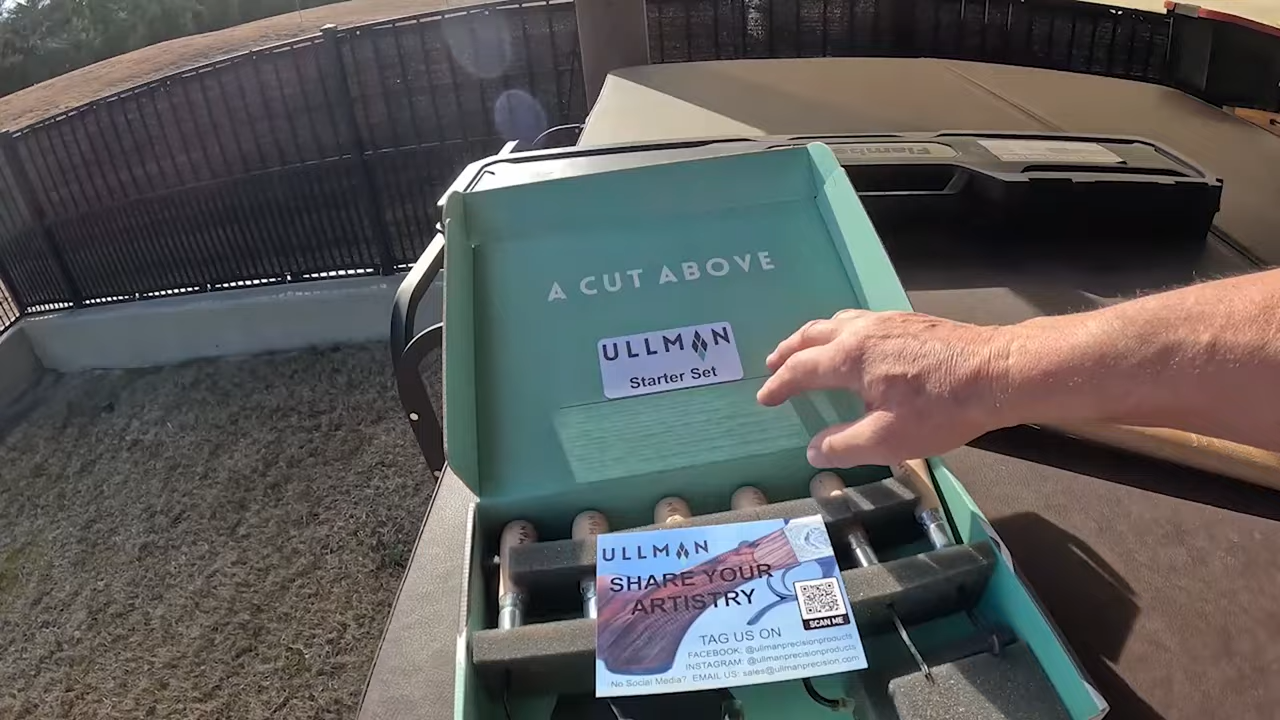 Flambeau
A CUT ABOVE
ULLMAN
Starter Set
ULLMAN
SHARE YOUR
ARTISTRY
SCAN ME
TAG US ON
FACEBOOK: @ullmanprecisionproducts
INSTAGRAM: @ullmanprecisionproducts
No Social Media? EMAIL US: sales@ullmanprecision.com